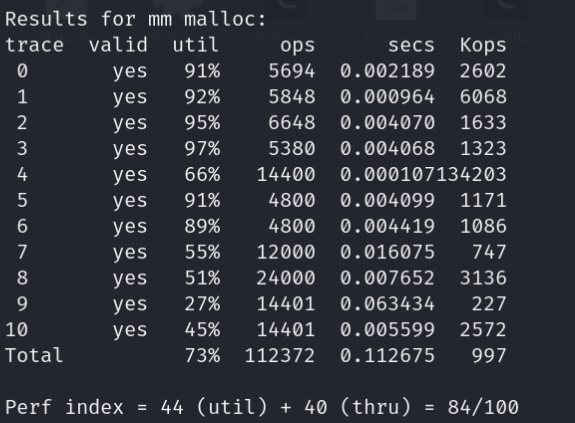 Results for mm malloc:
trace valid util ops secs Kops
0 yes 91% 5694 0.002189 2602
1 yes 92% 5848 0.000964 6068
2 yes 95% 6648 0.004070 1633
3 yes 97% 5380 0.004068 1323
4 yes 66% 14400 0.000107134203
5 yes 91% 4800 0.004099 1171
6 yes 89% 4800 0.004419 1086
7 yes 55% 12000 0.016075 747
8 yes 51% 24000 0.007652 3136
9 yes 27% 14401 0.063434 227
10 yes 45% 14401 0.005599 2572
Total 73% 112372 0.112675 997
Perf index = 44 (util) + 40 (thru) = 84/100